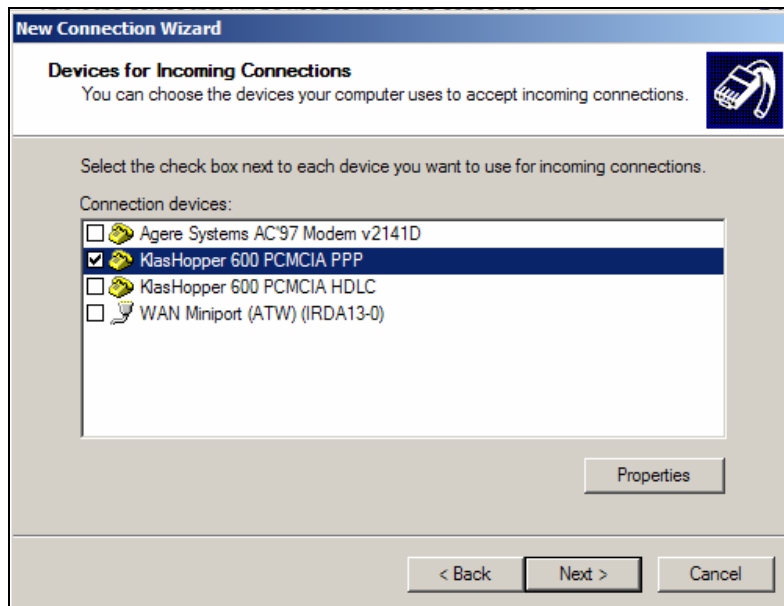 New Connection Wizard
Devices for Incoming Connections
You can choose the devices your computer uses to accept incoming connections.
Select the check box next to each device you want to use for incoming connections.
Connection devices:
Agere Systems AC'97 Modem v2141D
KlasHopper 600 PCMCIA PPP
KlasHopper 600 PCMCIA HDLC
WAN Miniport (ATW) (IRDA13-0)
Properties
< Back Next > Cancel